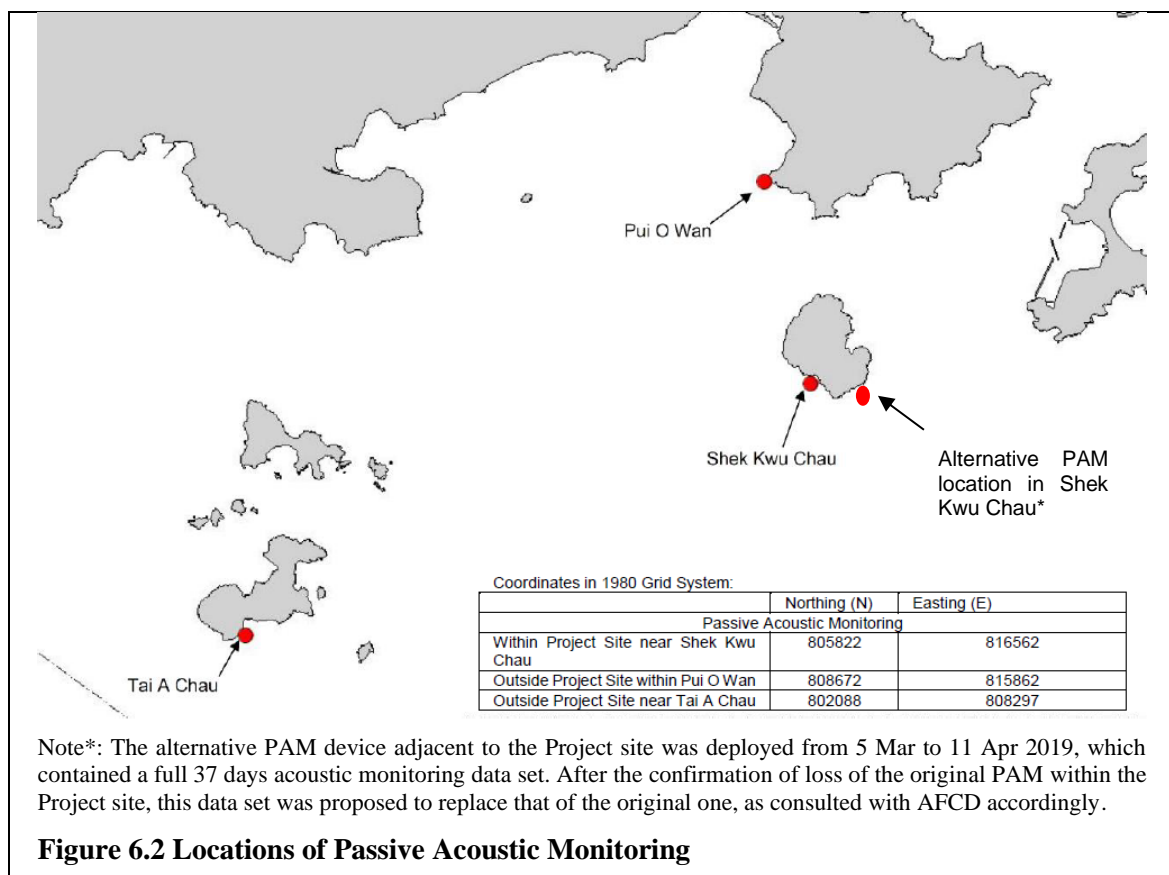 Pui O Wan
Shek Kwu Chau
Alternative PAM
location in Shek
Kwu Chau*
Tai A Chau
Coordinates in 1980 Grid System:
Northing (N) Easting (E)
Passive Acoustic Monitoring
Within Project Site near Shek Kwu 805822 816562
Chau
Outside Project Site within Pui O Wan 808672 815862
Outside Project Site near Tai A Chau 802088 808297
Note*: The alternative PAM device adjacent to the Project site was deployed from 5 Mar to 11 Apr 2019, which
contained a full 37 days acoustic monitoring data set. After the confirmation of loss of the original PAM within the
Project site, this data set was proposed to replace that of the original one, as consulted with AFCD accordingly.
Figure 6.2 Locations of Passive Acoustic Monitoring